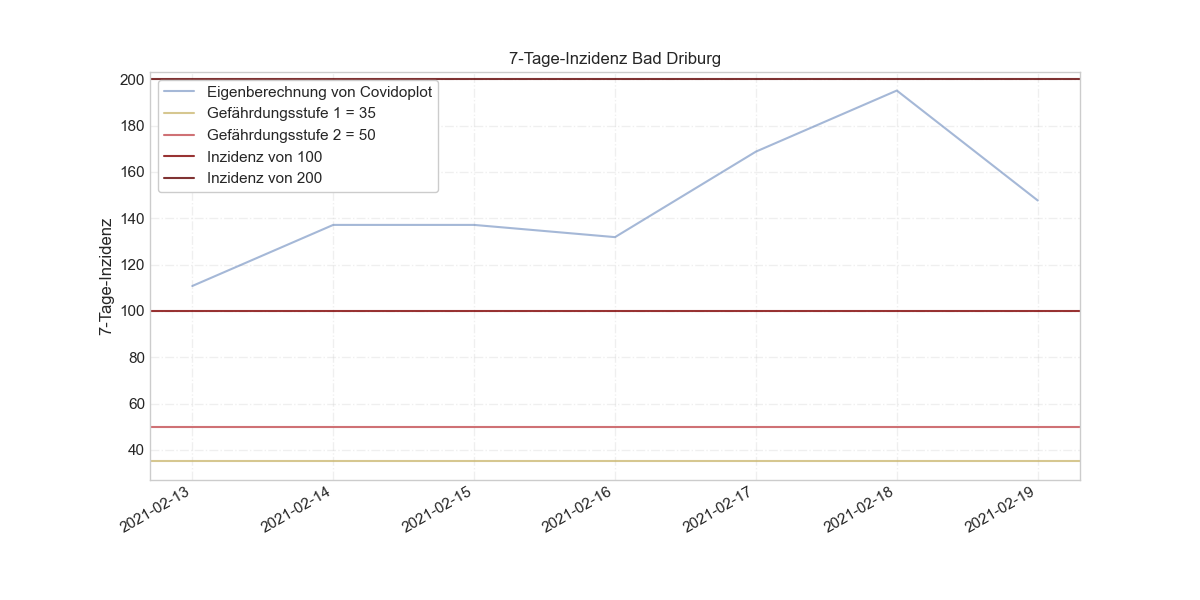 7-Tage-Inzidenz Bad Driburg
200
180
160
140
120
100
80
60
40
7-Tage-Inzidenz
Eigenberechnung von Covidoplot
Gefährdungsstufe 1 = 35
Gefährdungsstufe 2 = 50
Inzidenz von 100
Inzidenz von 200
2021-02-13
2021-02-14
2021-02-15
2021-02-16
2021-02-17
2021-02-18
2021-02-19